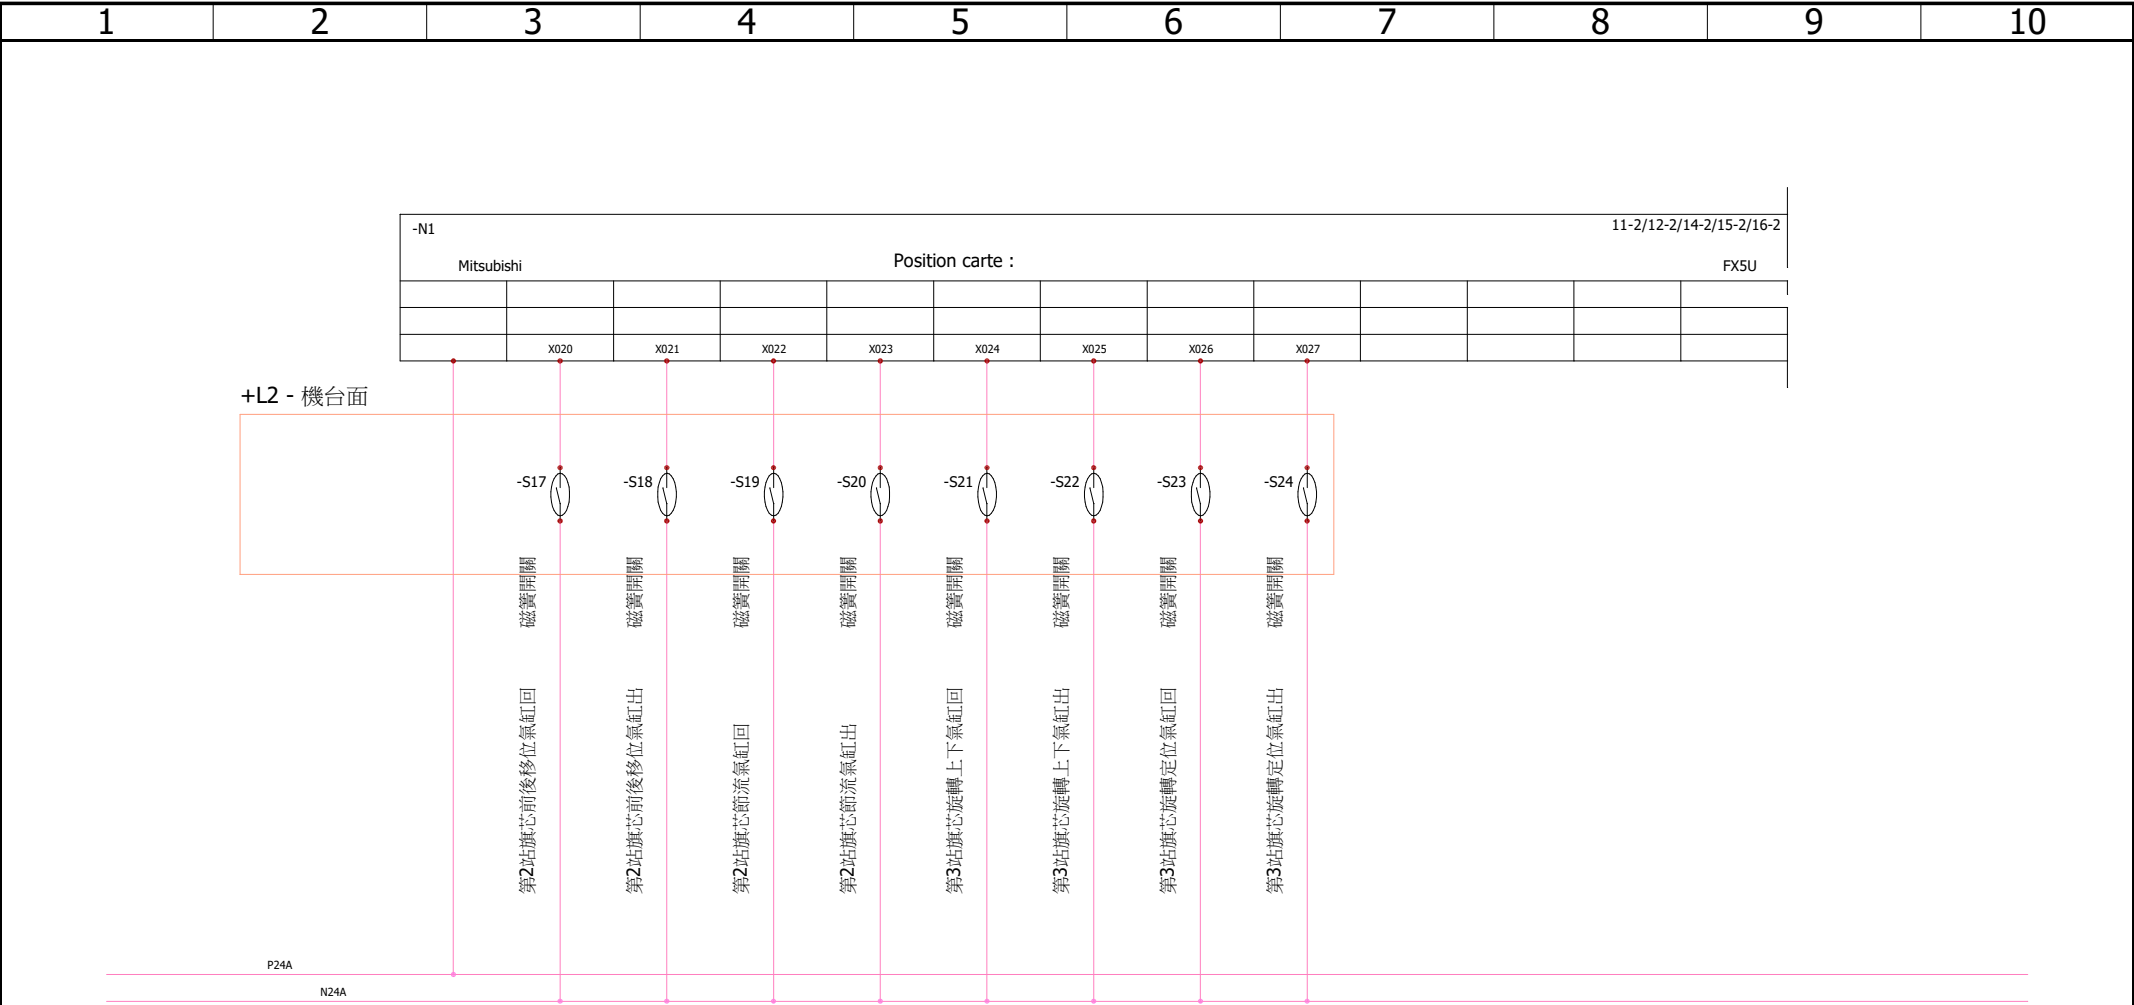 1 2 3 4 5 6 7 8 9 10
-N1 11-2/12-2/14-2/15-2/16-2
Mitsubishi Position carte : FX5U
X020 X021 X022 X023 X024 X025 X026 X027
+L2 - 機台面
-S17 -S18 -S19 -S20 -S21 -S22 -S23 -S24
磁簧開關
磁簧開關
磁簧開關
磁簧開關
磁簧開關
磁簧開關
磁簧開關
磁簧開關
第2站旗芯前後移位氣缸回
第2站旗芯前後移位氣缸出
第2站旗芯節流氣缸回
第2站旗芯節流氣缸出
第3站旗芯旋轉上下氣缸回
第3站旗芯旋轉上下氣缸出
第3站旗芯旋轉定位氣缸回
第3站旗芯旋轉定位氣缸出
P24A
N24A